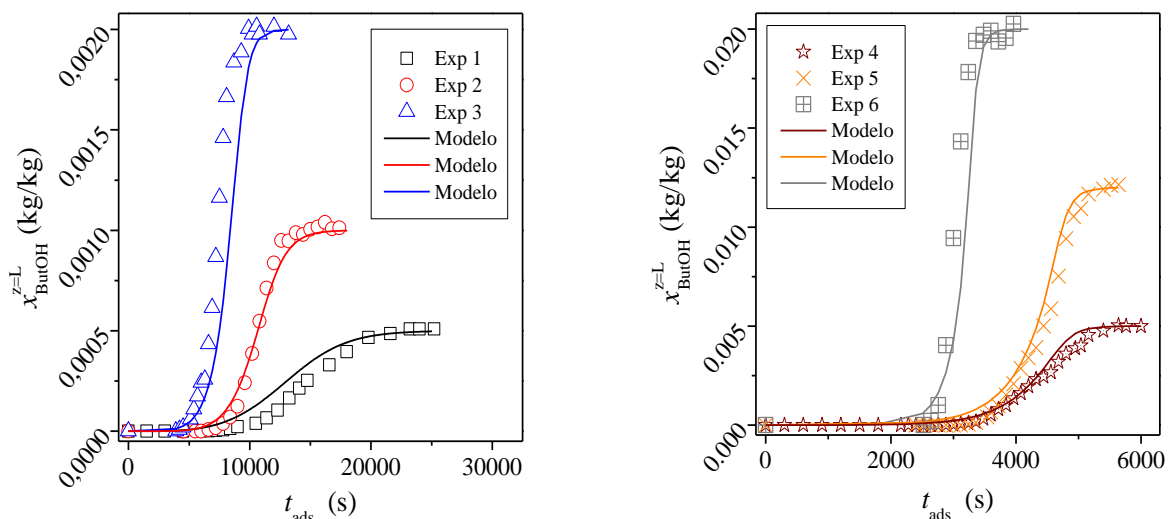 0,0020
0,0015
0,0010
0,0005
0,0000
x^{z=L}_{ButOH} (kg/kg)
Exp 1
Exp 2
Exp 3
Modelo
Modelo
Modelo
0 10000 20000 30000
t_{ads} (s)
0.020
0.015
0.010
0.005
0.000
x^{z=L}_{ButOH} (kg/kg)
Exp 4
Exp 5
Exp 6
Modelo
Modelo
Modelo
0 2000 4000 6000
t_{ads} (s)